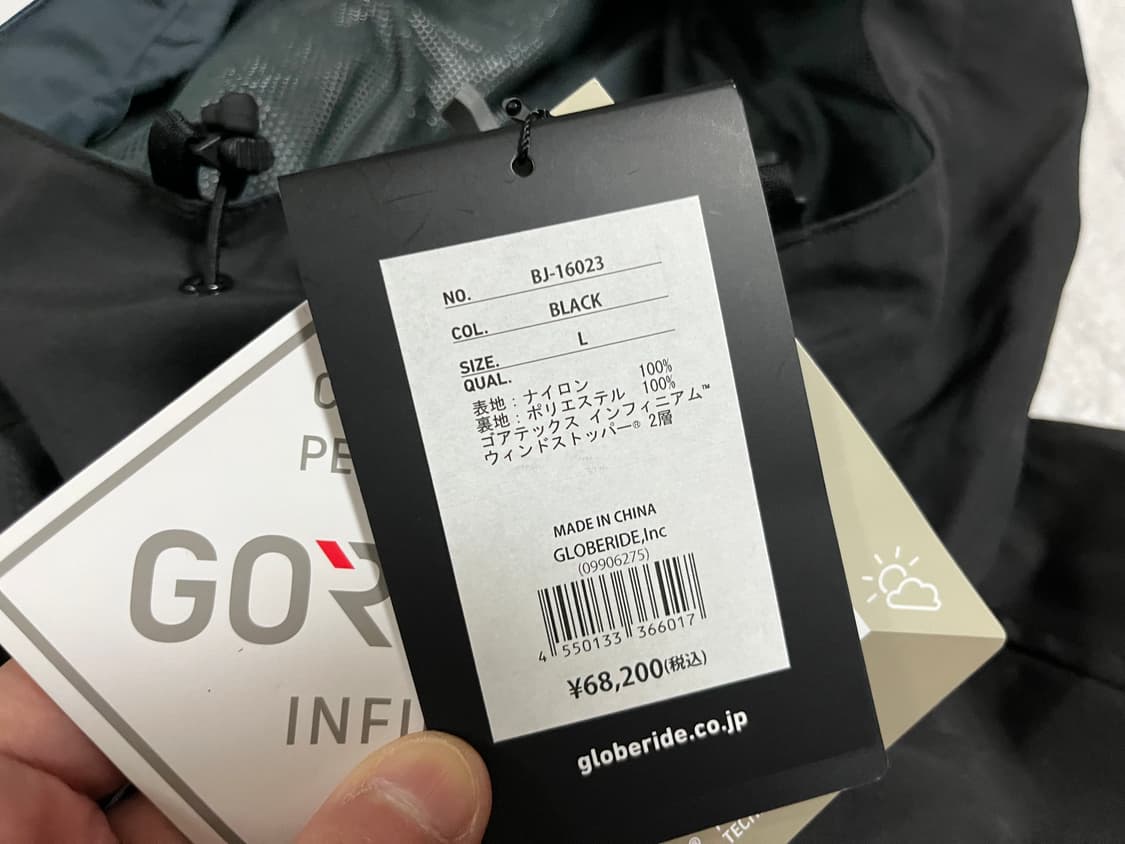 NO. BJ-16023
COL. BLACK
SIZE. L
QUAL.
表地：ナイロン 100%
裏地：ポリエステル 100%
ゴアテックス インフィニアム™
ウィンドストッパー® 2層
MADE IN CHINA
GLOBERIDE,Inc
(09906275)
4 550133 366017
¥68,200(税込)
globeride.co.jp
PE
GOR
INFI
TECH